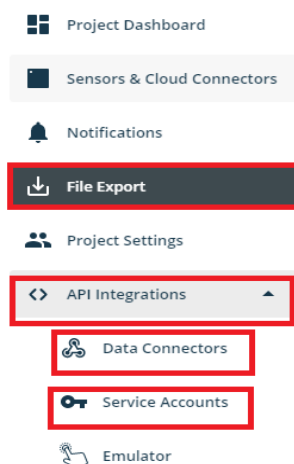 Project Dashboard
Sensors & Cloud Connectors
Notifications
File Export
Project Settings
API Integrations
Data Connectors
Service Accounts
Emulator